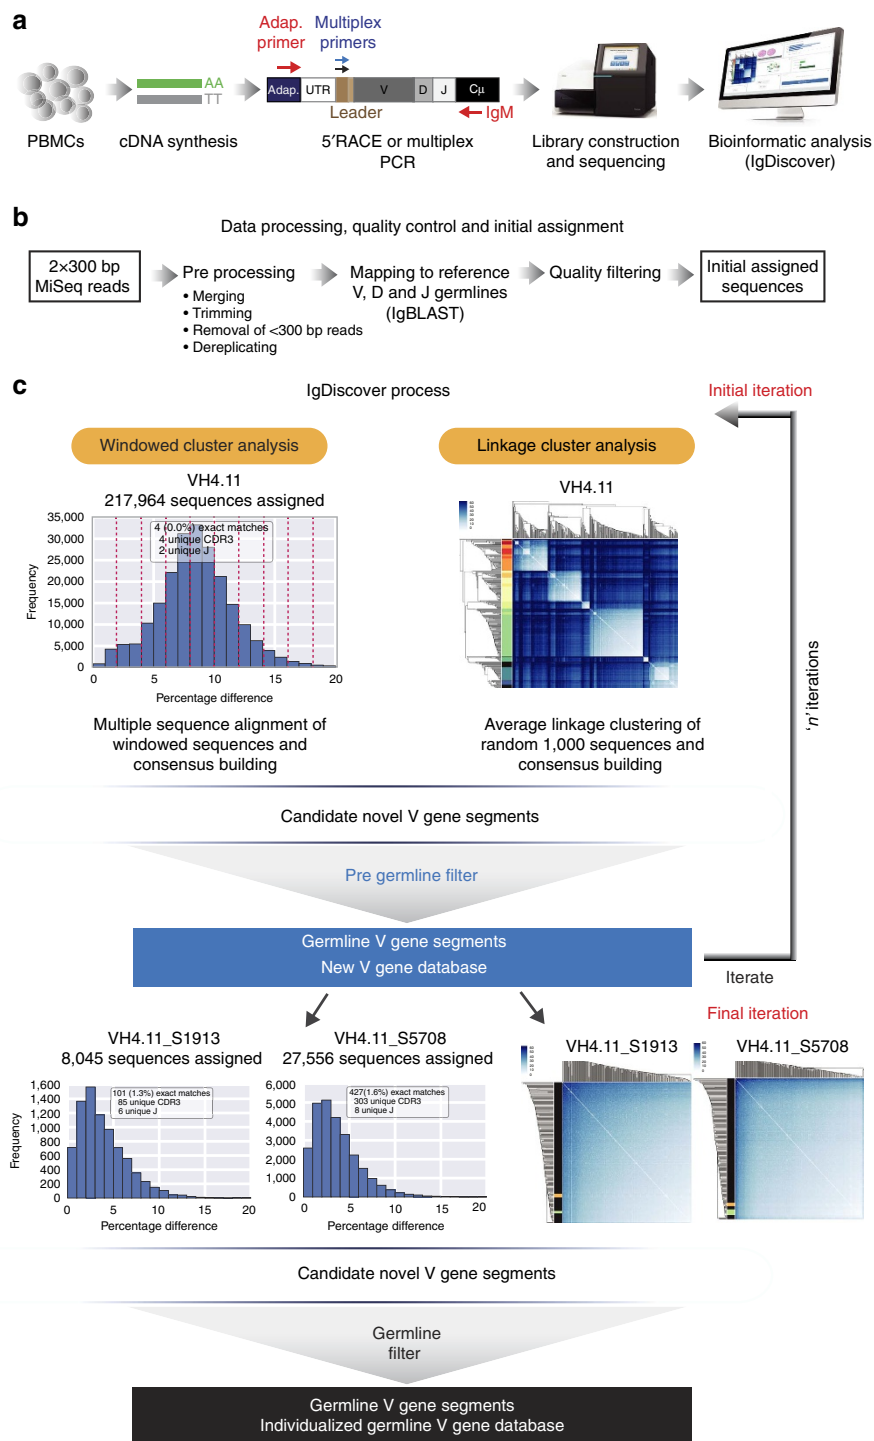 a
Adap.
primer
Multiplex
primers
AA
TT
Adap.
UTR
V
D
J
Cμ
Leader
IgM
PBMCs
cDNA synthesis
5′RACE or multiplex
PCR
Library construction
and sequencing
Bioinformatic analysis
(IgDiscover)
b
Data processing, quality control and initial assignment
2×300 bp
MiSeq reads
Pre processing
• Merging
• Trimming
• Removal of <300 bp reads
• Dereplicating
Mapping to reference
V, D and J germlines
(IgBLAST)
Quality filtering
Initial assigned
sequences
c
IgDiscover process
Initial iteration
Windowed cluster analysis
Linkage cluster analysis
VH4.11
217,964 sequences assigned
35,000
30,000
25,000
20,000
15,000
10,000
5,000
0
Frequency
4 (0.0%) exact matches
4 unique CDR3
2 unique J
0
5
10
15
20
Percentage difference
VH4.11
Multiple sequence alignment of
windowed sequences and
consensus building
Average linkage clustering of
random 1,000 sequences and
consensus building
'n' iterations
Candidate novel V gene segments
Pre germline filter
Germline V gene segments
New V gene database
Iterate
Final iteration
VH4.11_S1913
8,045 sequences assigned
1,600
1,400
1,200
1,000
800
600
400
200
0
Frequency
101 (1.3%) exact matches
85 unique CDR3
6 unique J
0
5
10
15
20
Percentage difference
VH4.11_S5708
27,556 sequences assigned
6,000
5,000
4,000
3,000
2,000
1,000
0
427(1.6%) exact matches
303 unique CDR3
8 unique J
0
5
10
15
20
Percentage difference
VH4.11_S1913
VH4.11_S5708
Candidate novel V gene segments
Germline
filter
Germline V gene segments
Individualized germline V gene database